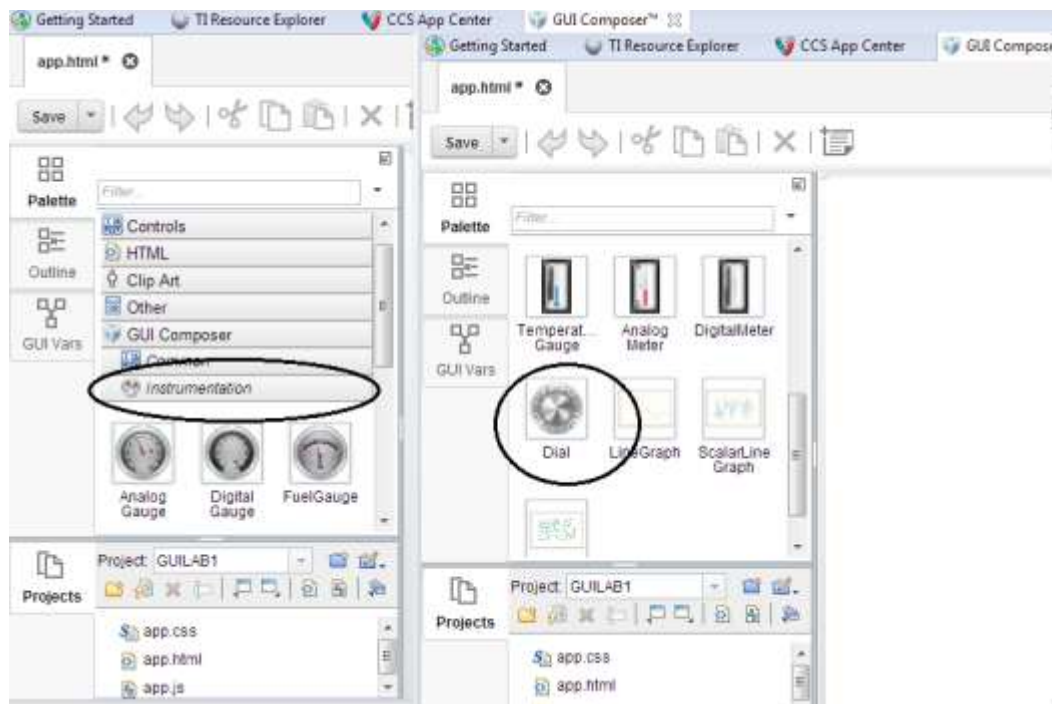 Getting Started TI Resource Explorer CCS App Center GUI Composer™
app.html *
Save
Palette
Filter...
Controls
HTML
Outline
Clip Art
Other
GUI Vars
GUI Composer
Common
Instrumentation
Analog Gauge
Digital Gauge
FuelGauge
Projects
Project: GUILAB1
app.css
app.html
app.js
Getting Started TI Resource Explorer CCS App Center GUI Compose
app.html *
Save
Palette
Filter...
Outline
GUI Vars
Temperat... Gauge
Analog Meter
DigitalMeter
Dial
LineGraph
ScalarLine Graph
Projects
Project: GUILAB1
app.css
app.html